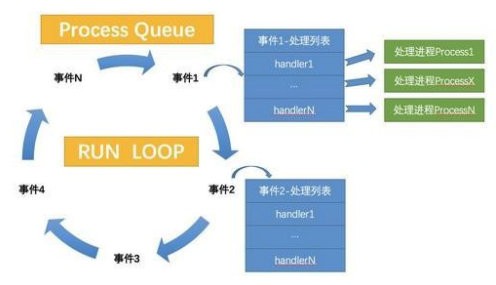 Process Queue
事件N
事件1
事件1-处理列表
handler1
...
handlerN
处理进程Process1
处理进程ProcessX
处理进程ProcessN
RUN LOOP
事件4
事件2
事件3
事件2-处理列表
handler1
...
handlerN